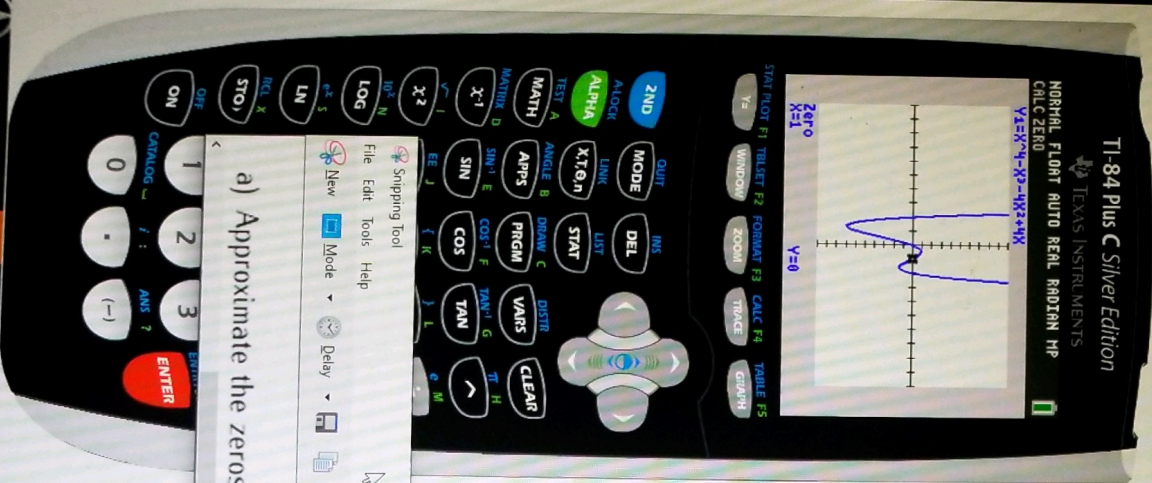 TI-84 Plus C Silver Edition
TEXAS INSTRUMENTS
NORMAL FLOAT AUTO REAL RADIAN MP
CALC ZERO
Y1=X^4-X^3-4X²+4X
Zero
X=1 Y=0
STAT PLOT F1 TBLSET F2 FORMAT F3 CALC F4 TABLE F5
Y= WINDOW ZOOM TRACE GRAPH
QUIT INS
2ND MODE DEL
A-LOCK LINK LIST
ALPHA X,T,θ,n STAT
TEST A ANGLE B DRAW C DISTR
MATH APPS PRGM VARS CLEAR
MATRIX D SIN⁻¹ E COS⁻¹ F TAN⁻¹ G π H
x⁻¹ SIN COS TAN ^
√ I EE J { K } L e M
x²
10ˣ N
LOG
eˣ S
LN
RCL X
STO›
OFF
ON
Snipping Tool
File Edit Tools Help
New Mode Delay
a) Approximate the zeros
1 2 3
CATALOG i : ANS ?
0 . (-) ENTER